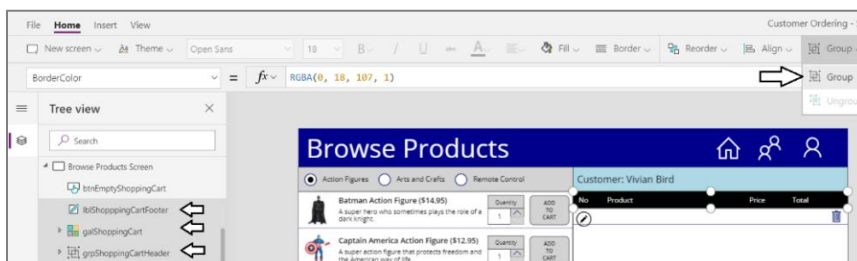 File Home Insert View Customer Ordering -
New screen Theme Open Sans 18 B / U abc A Fill Border Reorder Align Group
BorderColor = fx RGBA(0, 18, 107, 1) Group
Tree view Ungrou
Search
Browse Products Screen
btnEmptyShoppingCart
lblShopppingCartFooter
galShoppingCart
grpShoppingCartHeader
Browse Products
Action Figures Arts and Crafts Remote Control Customer: Vivian Bird
Batman Action Figure ($14.95) Quantity ADD TO CART No Product Price Total
A super hero who sometimes plays the role of a 1
dark knight.
Captain America Action Figure ($12.95) Quantity ADD TO CART
A super action figure that protects freedom and 1
the American way of life.